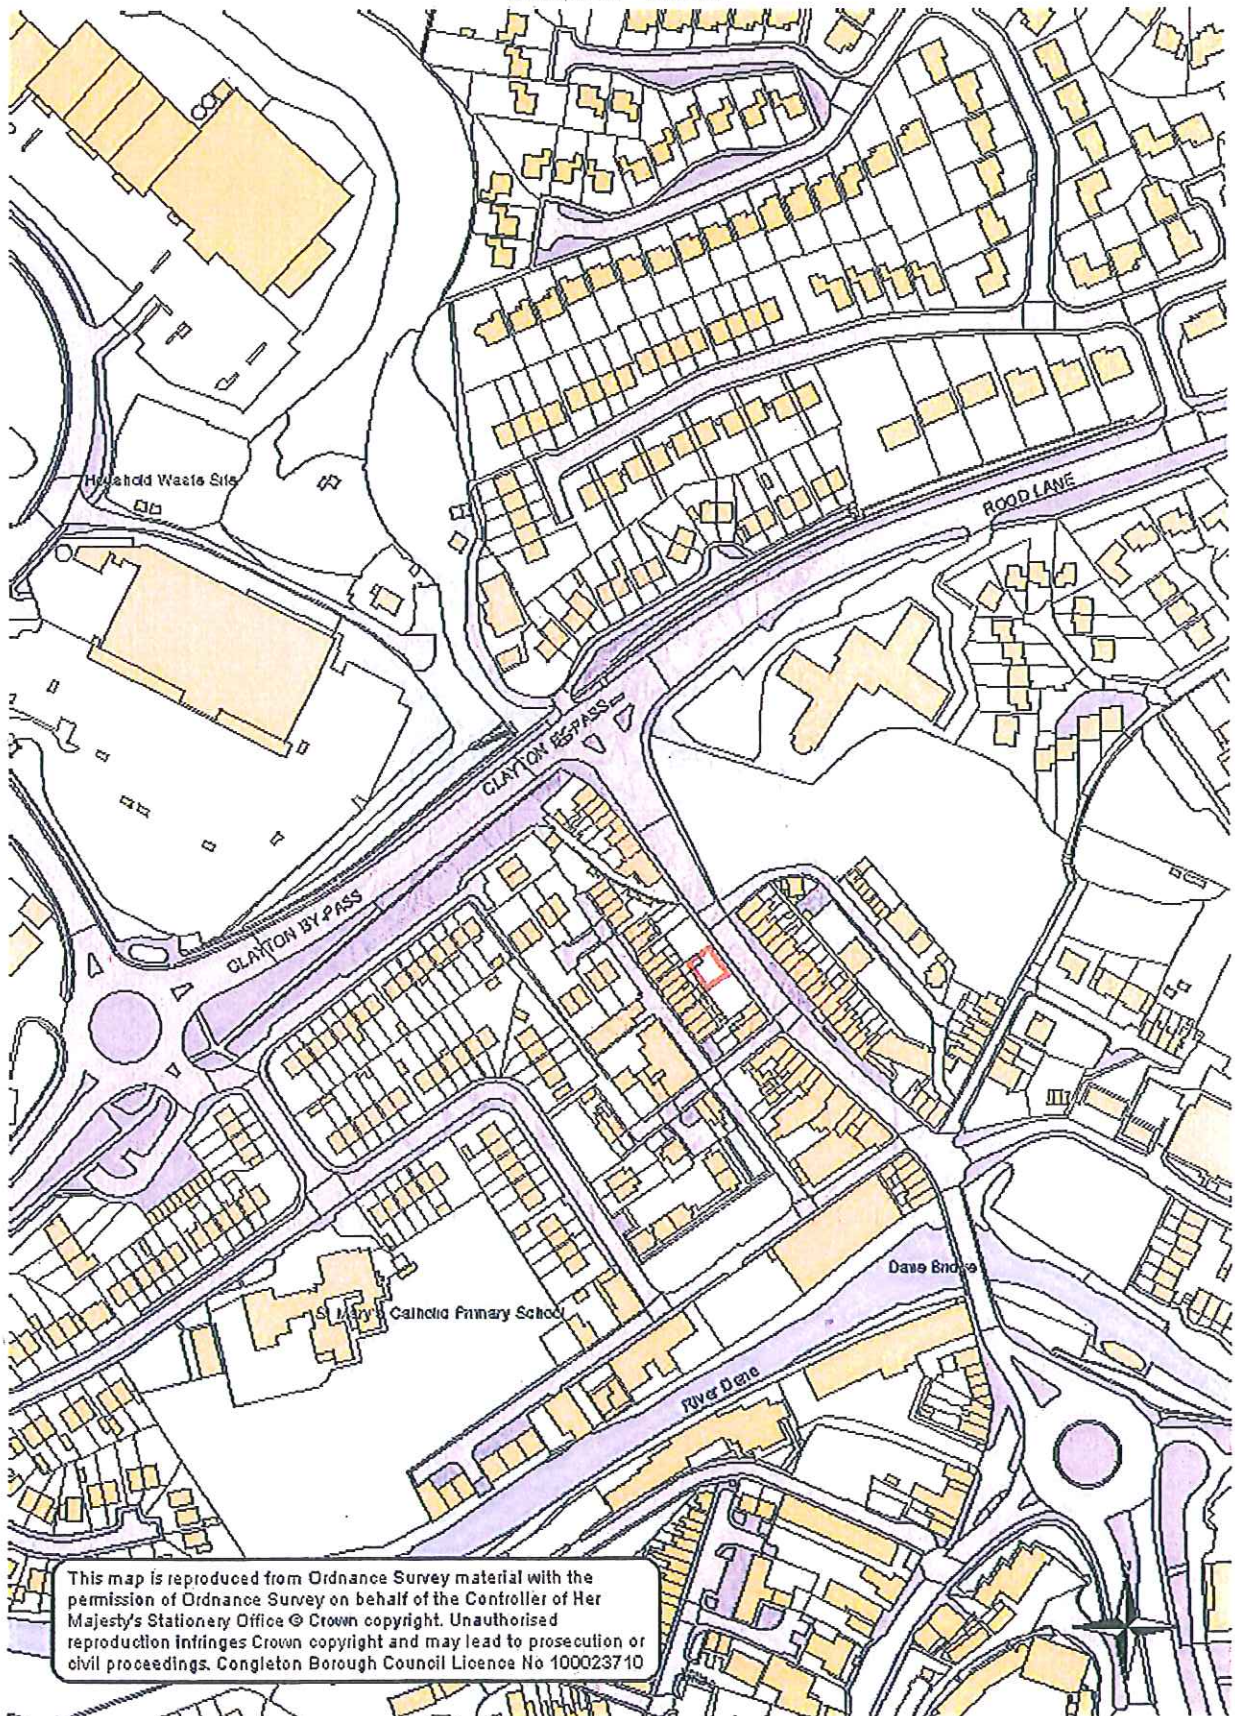 Household Waste Site
ROOD LANE
CLAYTON BY-PASS
CLAYTON BY-PASS
Dane Bridge
St Mary's Catholic Primary School
River Dane
This map is reproduced from Ordnance Survey material with the
permission of Ordnance Survey on behalf of the Controller of Her
Majesty's Stationery Office © Crown copyright. Unauthorised
reproduction infringes Crown copyright and may lead to prosecution or
civil proceedings. Congleton Borough Council Licence No 100023710